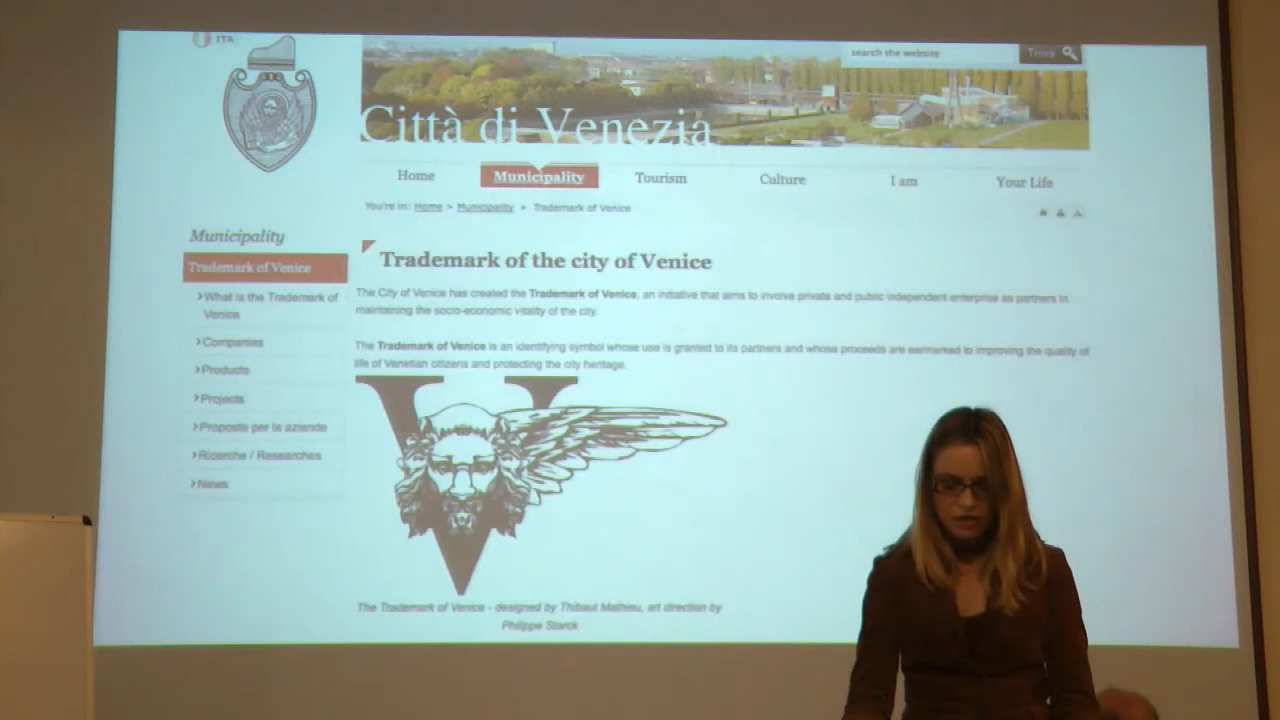 ITA
search the website
Trova
Città di Venezia
Home
Municipality
Tourism
Culture
I am
Your Life
You're in: Home > Municipality > Trademark of Venice
Municipality
Trademark of Venice
What is the Trademark of
Venice
Companies
Products
Projects
Proposte per le aziende
Ricerche / Researches
News
Trademark of the city of Venice
The City of Venice has created the Trademark of Venice, an initiative that aims to involve private and public independent enterprise as partners in
maintaining the socio-economic vitality of the city.
The Trademark of Venice is an identifying symbol whose use is granted to its partners and whose proceeds are earmarked to improving the quality of
life of Venetian citizens and protecting the city heritage.
V
The Trademark of Venice - designed by Thibaut Mathieu, art direction by
Philippe Starck